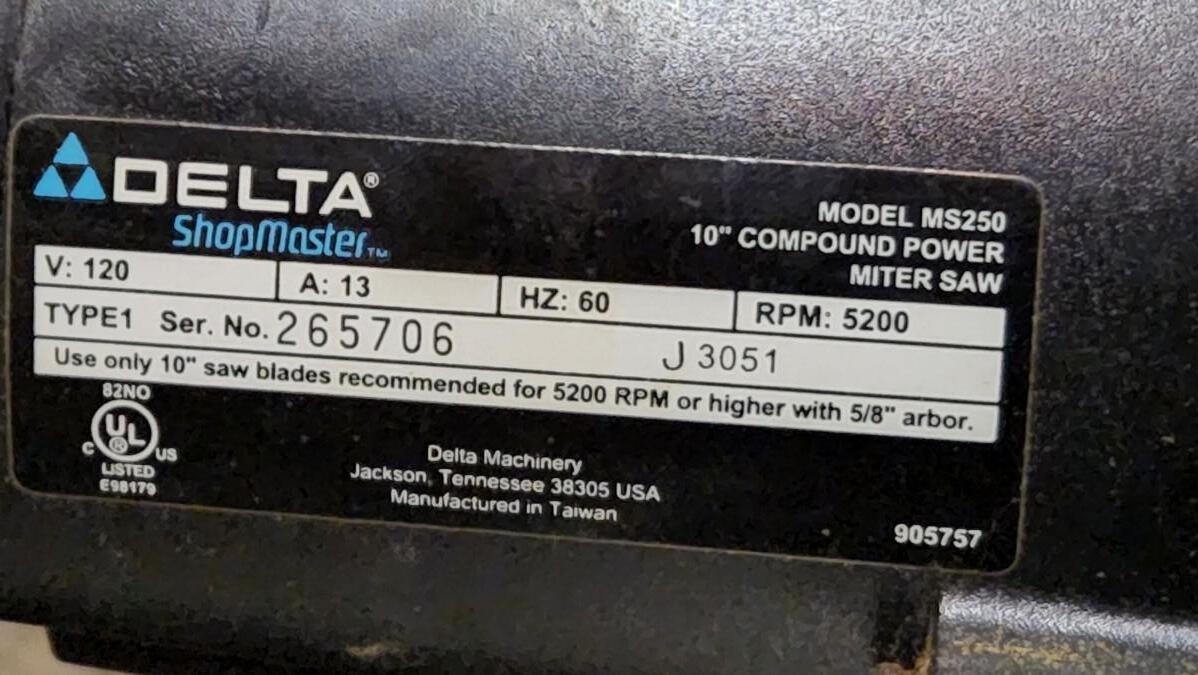 DELTA®
ShopMaster™
MODEL MS250
10" COMPOUND POWER
MITER SAW
V: 120 A: 13 HZ: 60 RPM: 5200
TYPE1 Ser. No. 265706 J 3051
Use only 10" saw blades recommended for 5200 RPM or higher with 5/8" arbor.
82NO
C UL® US
LISTED
E98179
Delta Machinery
Jackson, Tennessee 38305 USA
Manufactured in Taiwan
905757